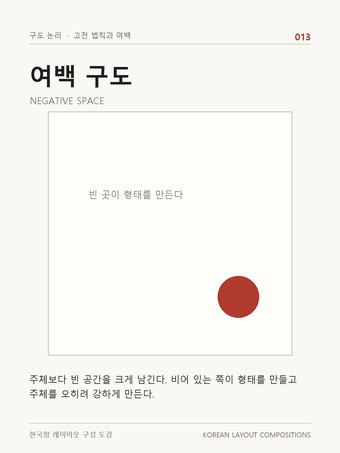 구도 논리 · 고전 법칙과 여백
013
여백 구도
NEGATIVE SPACE
빈 곳이 형태를 만든다
주체보다 빈 공간을 크게 남긴다. 비어 있는 쪽이 형태를 만들고
주체를 오히려 강하게 만든다.
한국형 레이아웃 구성 도감
KOREAN LAYOUT COMPOSITIONS